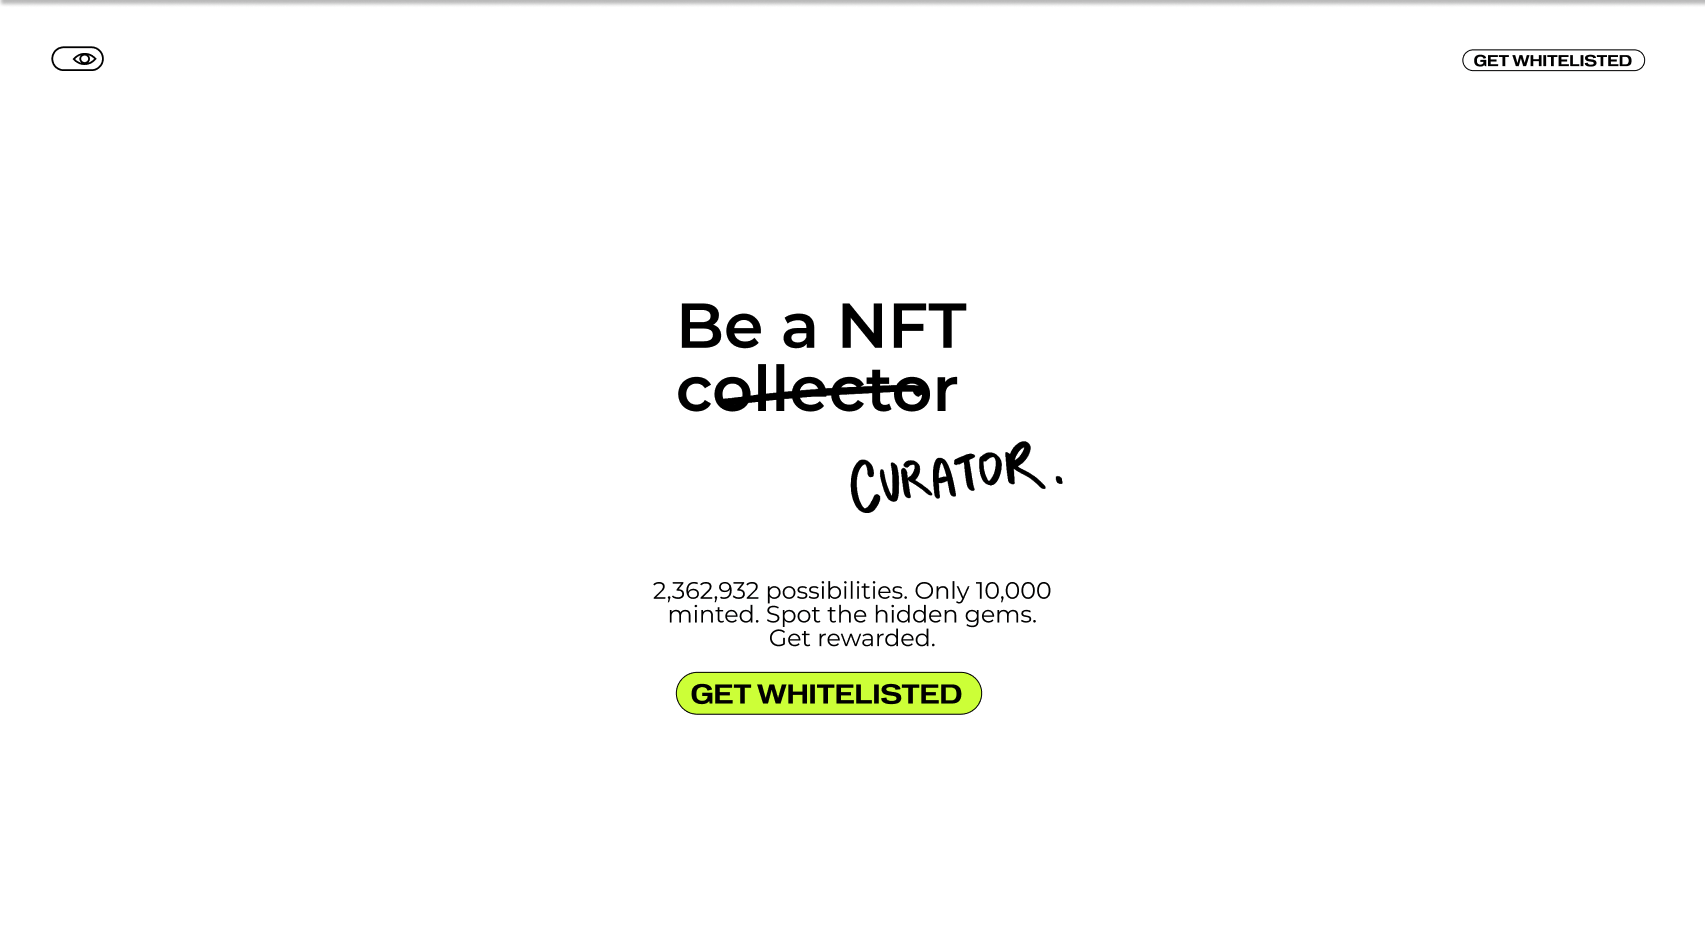 GET WHITELISTED
Be a NFT
collector
CURATOR.
2,362,932 possibilities. Only 10,000
minted. Spot the hidden gems.
Get rewarded.
GET WHITELISTED